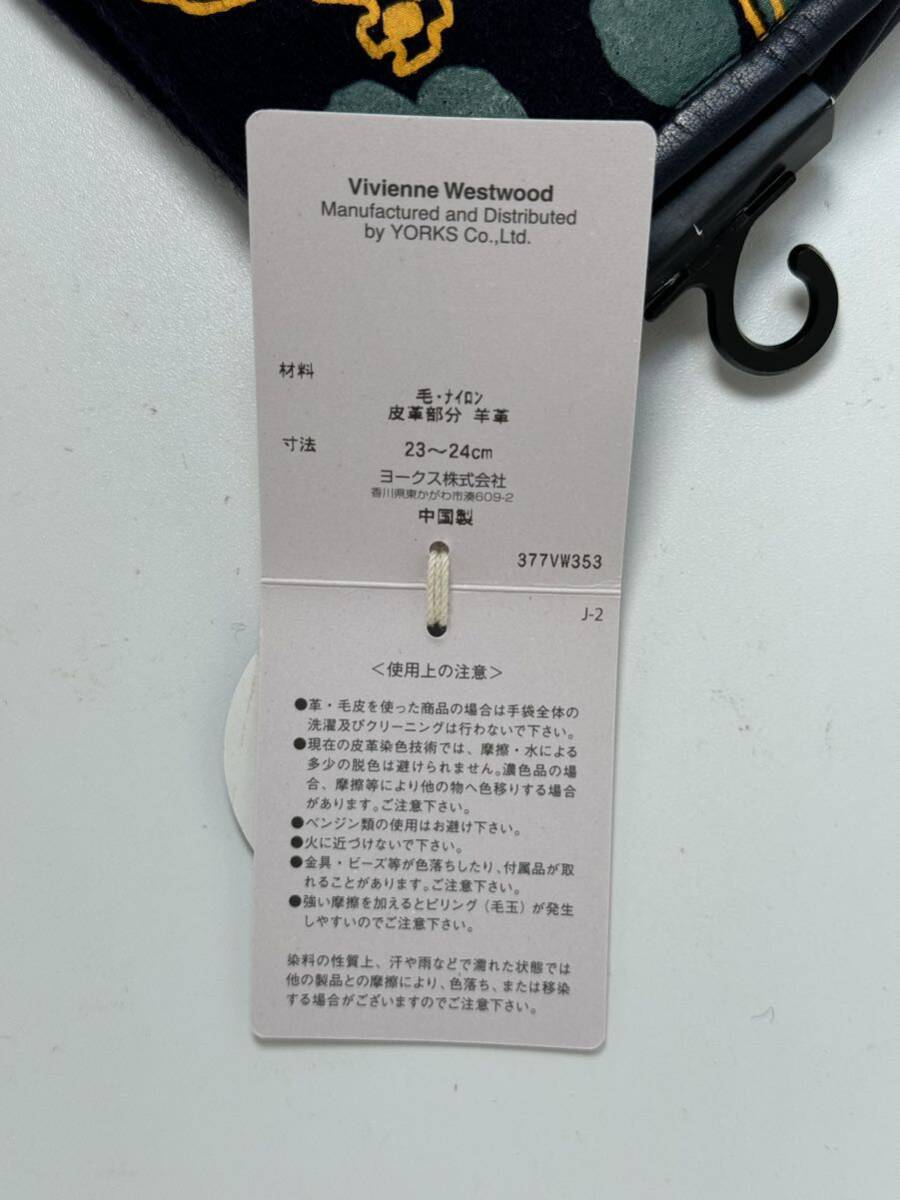 Vivienne Westwood
Manufactured and Distributed
by YORKS Co.,Ltd.
材料
毛・ナイロン
皮革部分 羊革
寸法 23～24cm
ヨークス株式会社
香川県東かがわ市湊609-2
中国製
377VW353
J-2
＜使用上の注意＞
●革・毛皮を使った商品の場合は手袋全体の
洗濯及びクリーニングは行わないで下さい。
●現在の皮革染色技術では、摩擦・水による
多少の脱色は避けられません。濃色品の場
合、摩擦等により他の物へ色移りする場合
があります。ご注意下さい。
●ベンジン類の使用はお避け下さい。
●火に近づけないで下さい。
●金具・ビーズ等が色落ちしたり、付属品が取
れることがあります。ご注意下さい。
●強い摩擦を加えるとピリング（毛玉）が発生
しやすいのでご注意下さい。
染料の性質上、汗や雨などで濡れた状態では
他の製品との摩擦により、色落ち、または移染
する場合がございますのでご注意下さい。